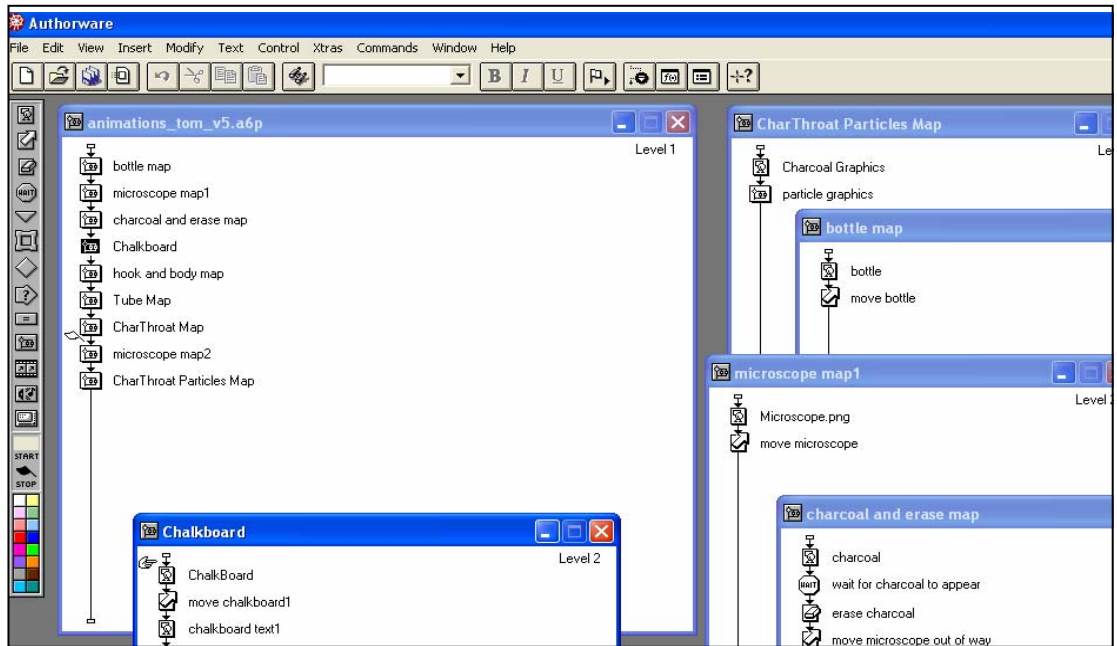 Authorware
File Edit View Insert Modify Text Control Xtras Commands Window Help
B I U
animations_tom_v5.a6p
Level 1
bottle map
microscope map1
charcoal and erase map
Chalkboard
hook and body map
Tube Map
CharThroat Map
microscope map2
CharThroat Particles Map
WAIT
START
STOP
Chalkboard
Level 2
ChalkBoard
move chalkboard1
chalkboard text1
CharThroat Particles Map
Le
Charcoal Graphics
particle graphics
bottle map
bottle
move bottle
microscope map1
Level 2
Microscope.png
move microscope
charcoal and erase map
charcoal
WAIT
wait for charcoal to appear
erase charcoal
move microscope out of way